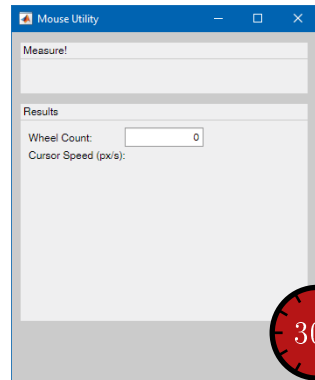 Mouse Utility
Measure!
Results
Wheel Count: 0
Cursor Speed (px/s):
30